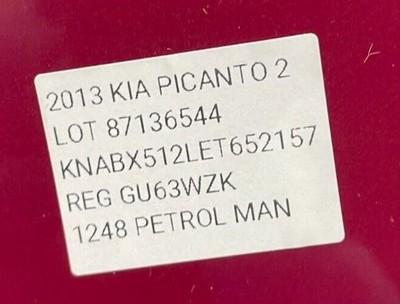 2013 KIA PICANTO 2
LOT 87136544
KNABX512LET652157
REG GU63WZK
1248 PETROL MAN